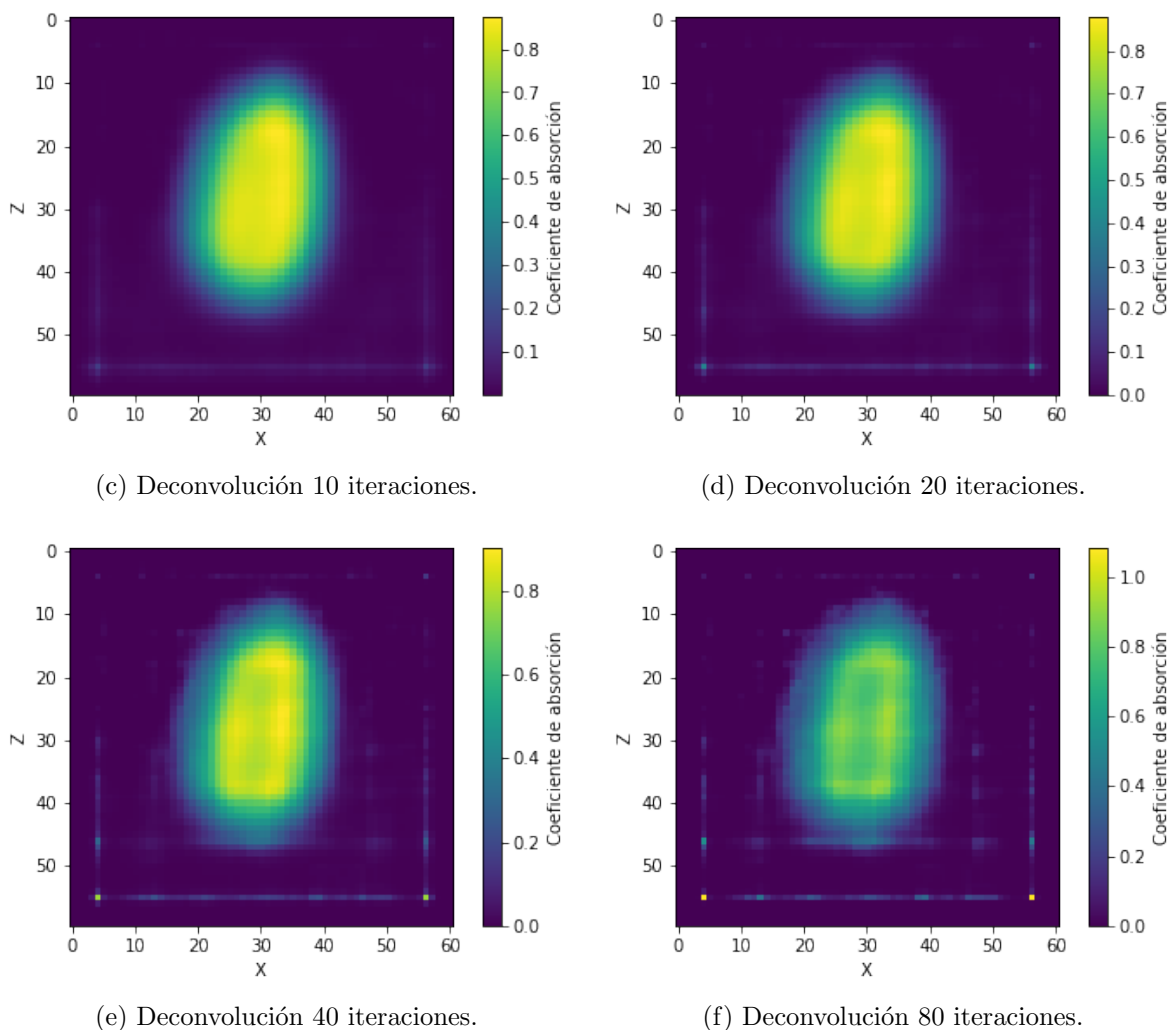 0
10
20
30
40
50
Z
0 10 20 30 40 50 60
X
0.8
0.7
0.6
0.5
0.4
0.3
0.2
0.1
Coeficiente de absorción
(c) Deconvolución 10 iteraciones.
0
10
20
30
40
50
Z
0 10 20 30 40 50 60
X
0.8
0.7
0.6
0.5
0.4
0.3
0.2
0.1
0.0
Coeficiente de absorción
(d) Deconvolución 20 iteraciones.
0
10
20
30
40
50
Z
0 10 20 30 40 50 60
X
0.8
0.6
0.4
0.2
0.0
Coeficiente de absorción
(e) Deconvolución 40 iteraciones.
0
10
20
30
40
50
Z
0 10 20 30 40 50 60
X
1.0
0.8
0.6
0.4
0.2
0.0
Coeficiente de absorción
(f) Deconvolución 80 iteraciones.